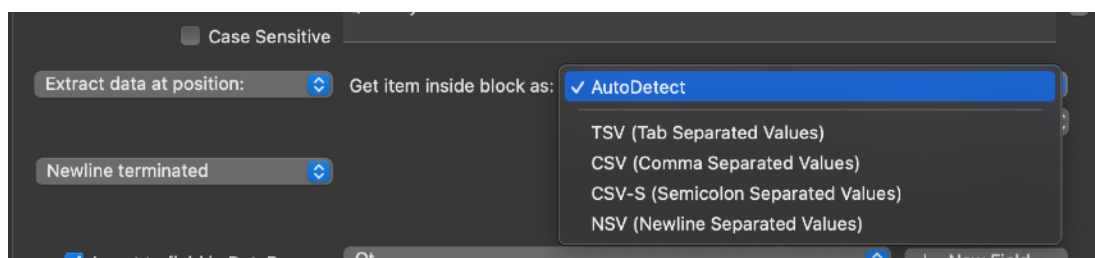 Case Sensitive
Extract data at position:
Get item inside block as:
AutoDetect
TSV (Tab Separated Values)
CSV (Comma Separated Values)
CSV-S (Semicolon Separated Values)
NSV (Newline Separated Values)
Newline terminated